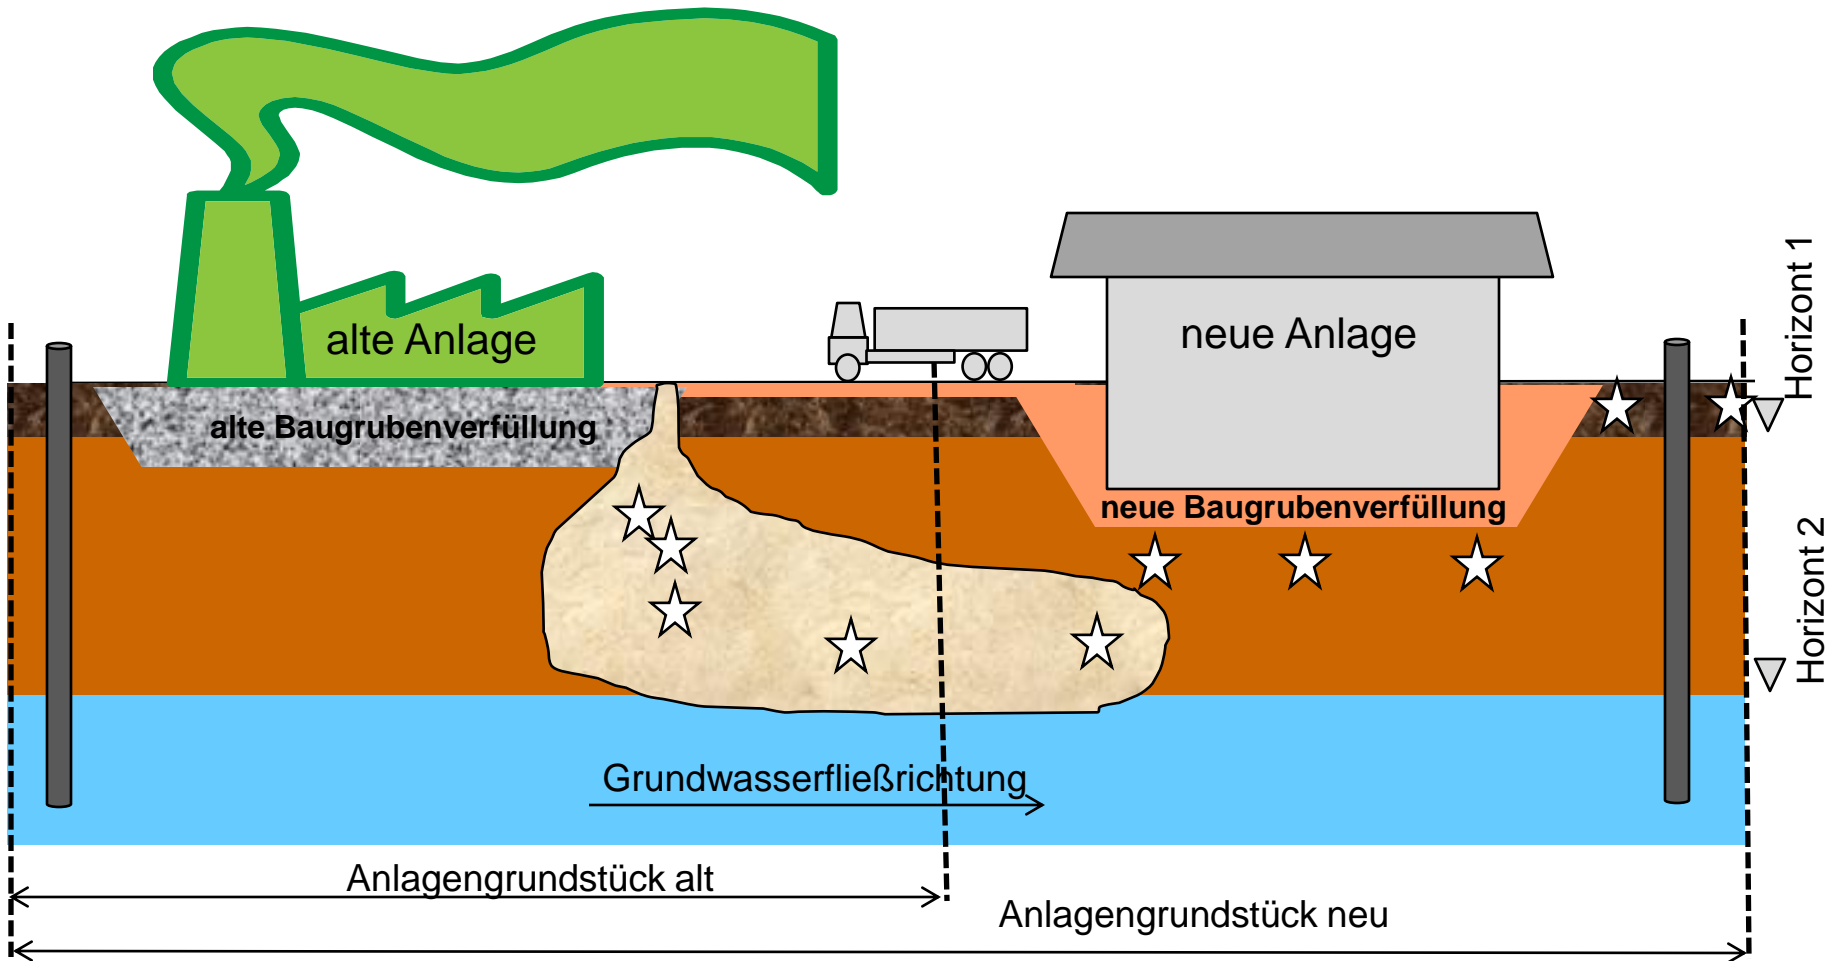 alte Anlage
neue Anlage
Horizont 1
alte Baugrubenverfüllung
neue Baugrubenverfüllung
Horizont 2
Grundwasserfließrichtung
Anlagengrundstück alt
Anlagengrundstück neu